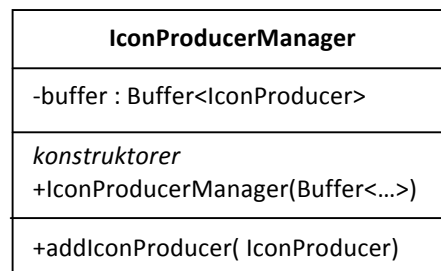 IconProducerManager
-buffer : Buffer<IconProducer>
konstruktorer
+IconProducerManager(Buffer<...>)
+addIconProducer( IconProducer)